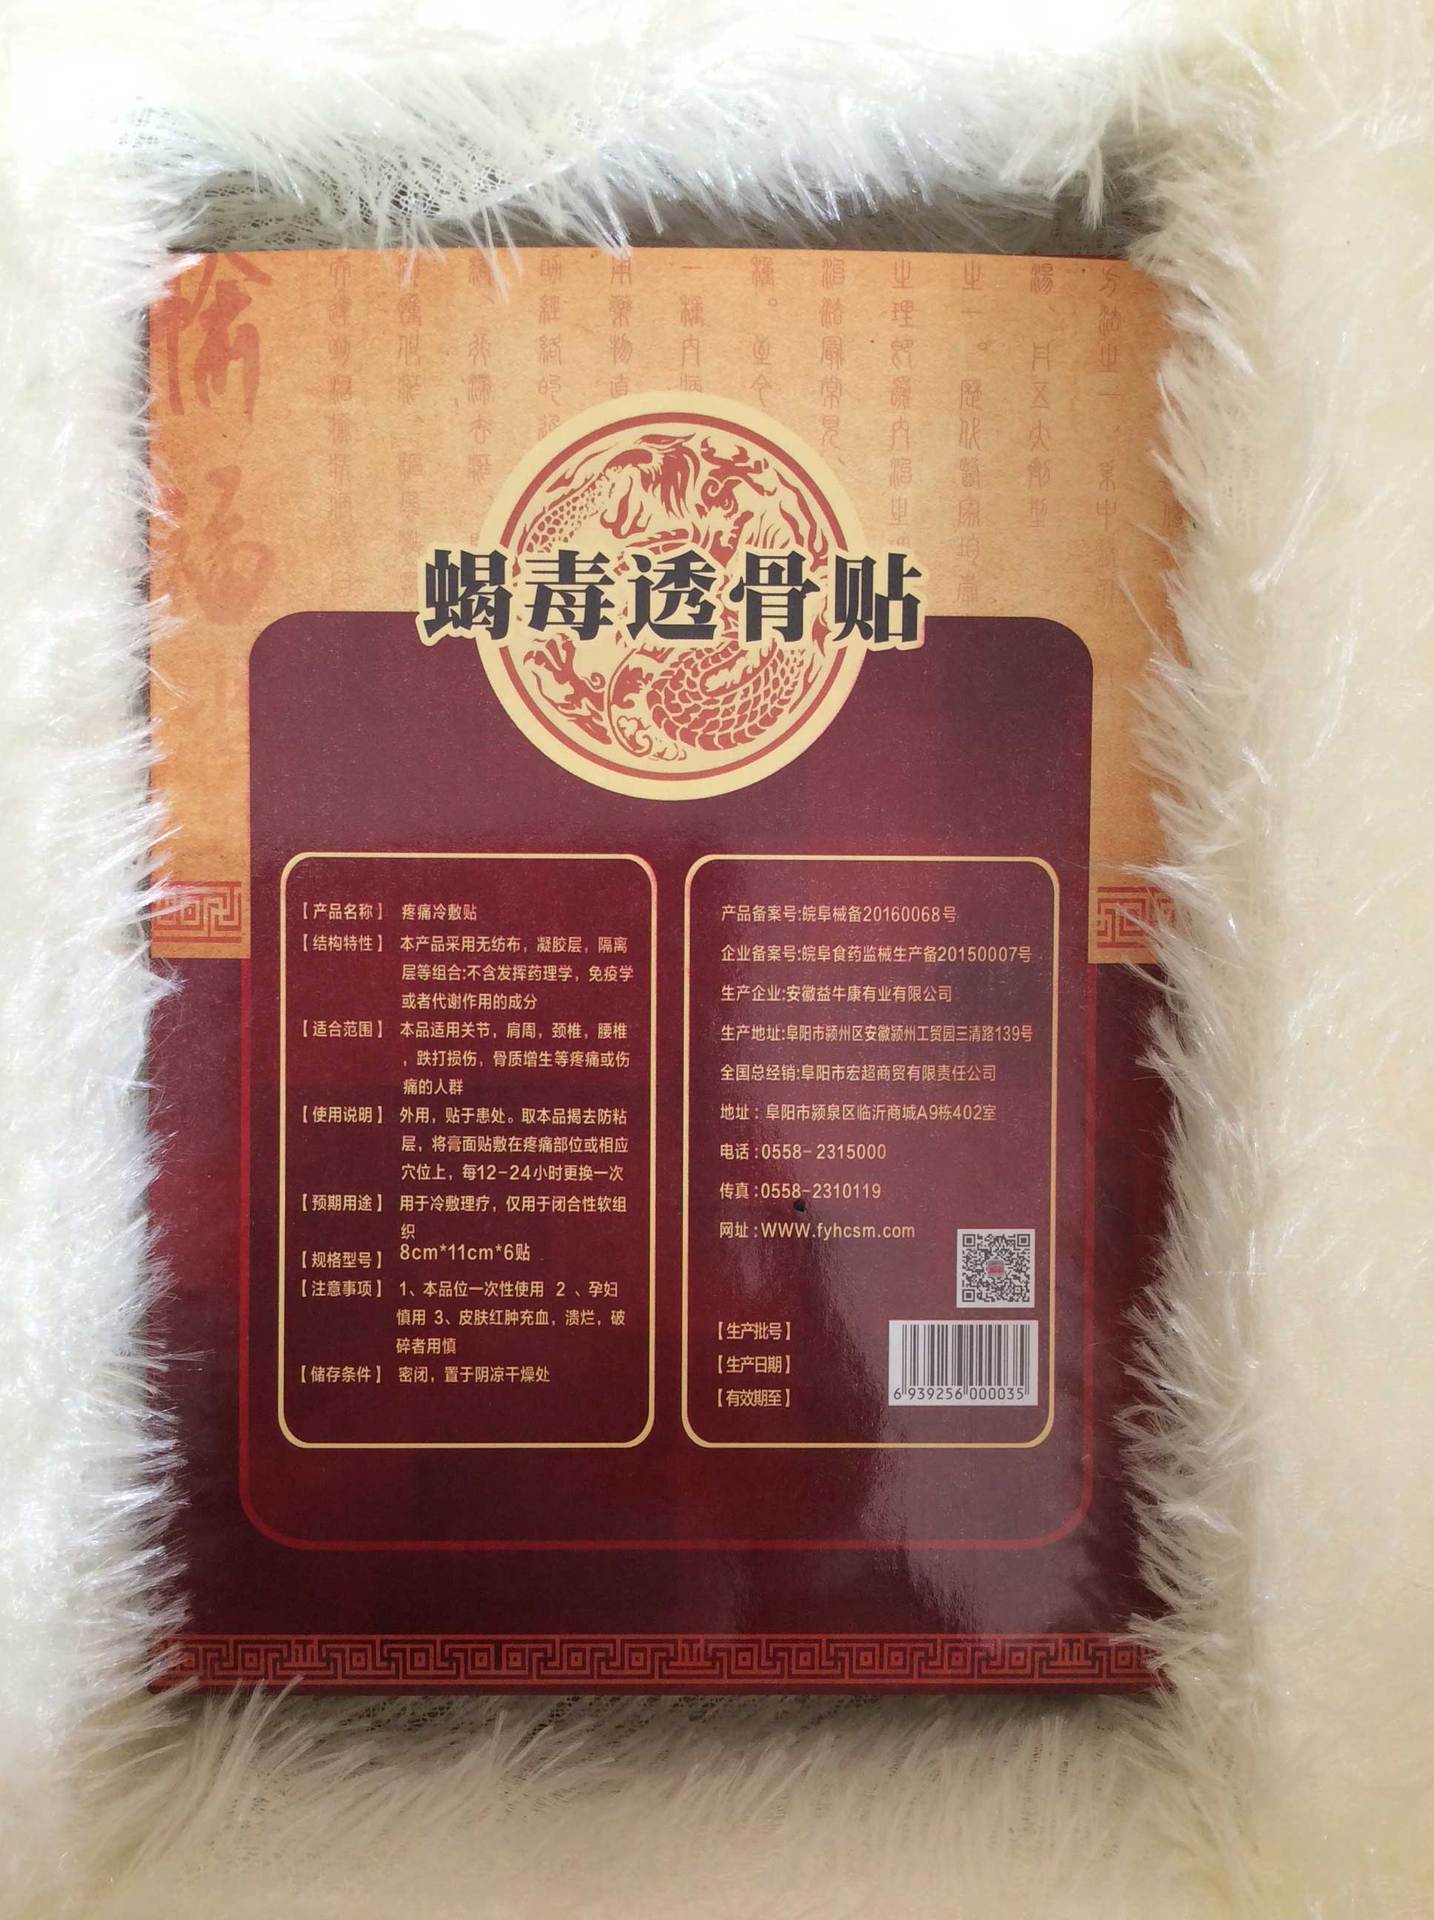 蝎毒透骨贴
【产品名称】 疼痛冷敷贴
【结构特性】 本产品采用无纺布，凝胶层，隔离
层等组合:不含发挥药理学，免疫学
或者代谢作用的成分
【适合范围】 本品适用关节，肩周，颈椎，腰椎
，跌打损伤，骨质增生等疼痛或伤
痛的人群
【使用说明】 外用，贴于患处。取本品揭去防粘
层，将膏面贴敷在疼痛部位或相应
穴位上，每12-24小时更换一次
【预期用途】 用于冷敷理疗，仅用于闭合性软组
织
【规格型号】 8cm*11cm*6贴
【注意事项】 1、本品位一次性使用 2 、孕妇
慎用 3、皮肤红肿充血，溃烂，破
碎者用慎
【储存条件】 密闭，置于阴凉干燥处
产品备案号:皖阜械备20160068号
企业备案号:皖阜食药监械生产备20150007号
生产企业:安徽益牛康有业有限公司
生产地址:阜阳市颍州区安徽颍州工贸园三清路139号
全国总经销:阜阳市宏超商贸有限责任公司
地址：阜阳市颍泉区临沂商城A9栋402室
电话:0558-2315000
传真:0558-2310119
网址:WWW.fyhcsm.com
【生产批号】
【生产日期】
【有效期至】
6 939256 000035